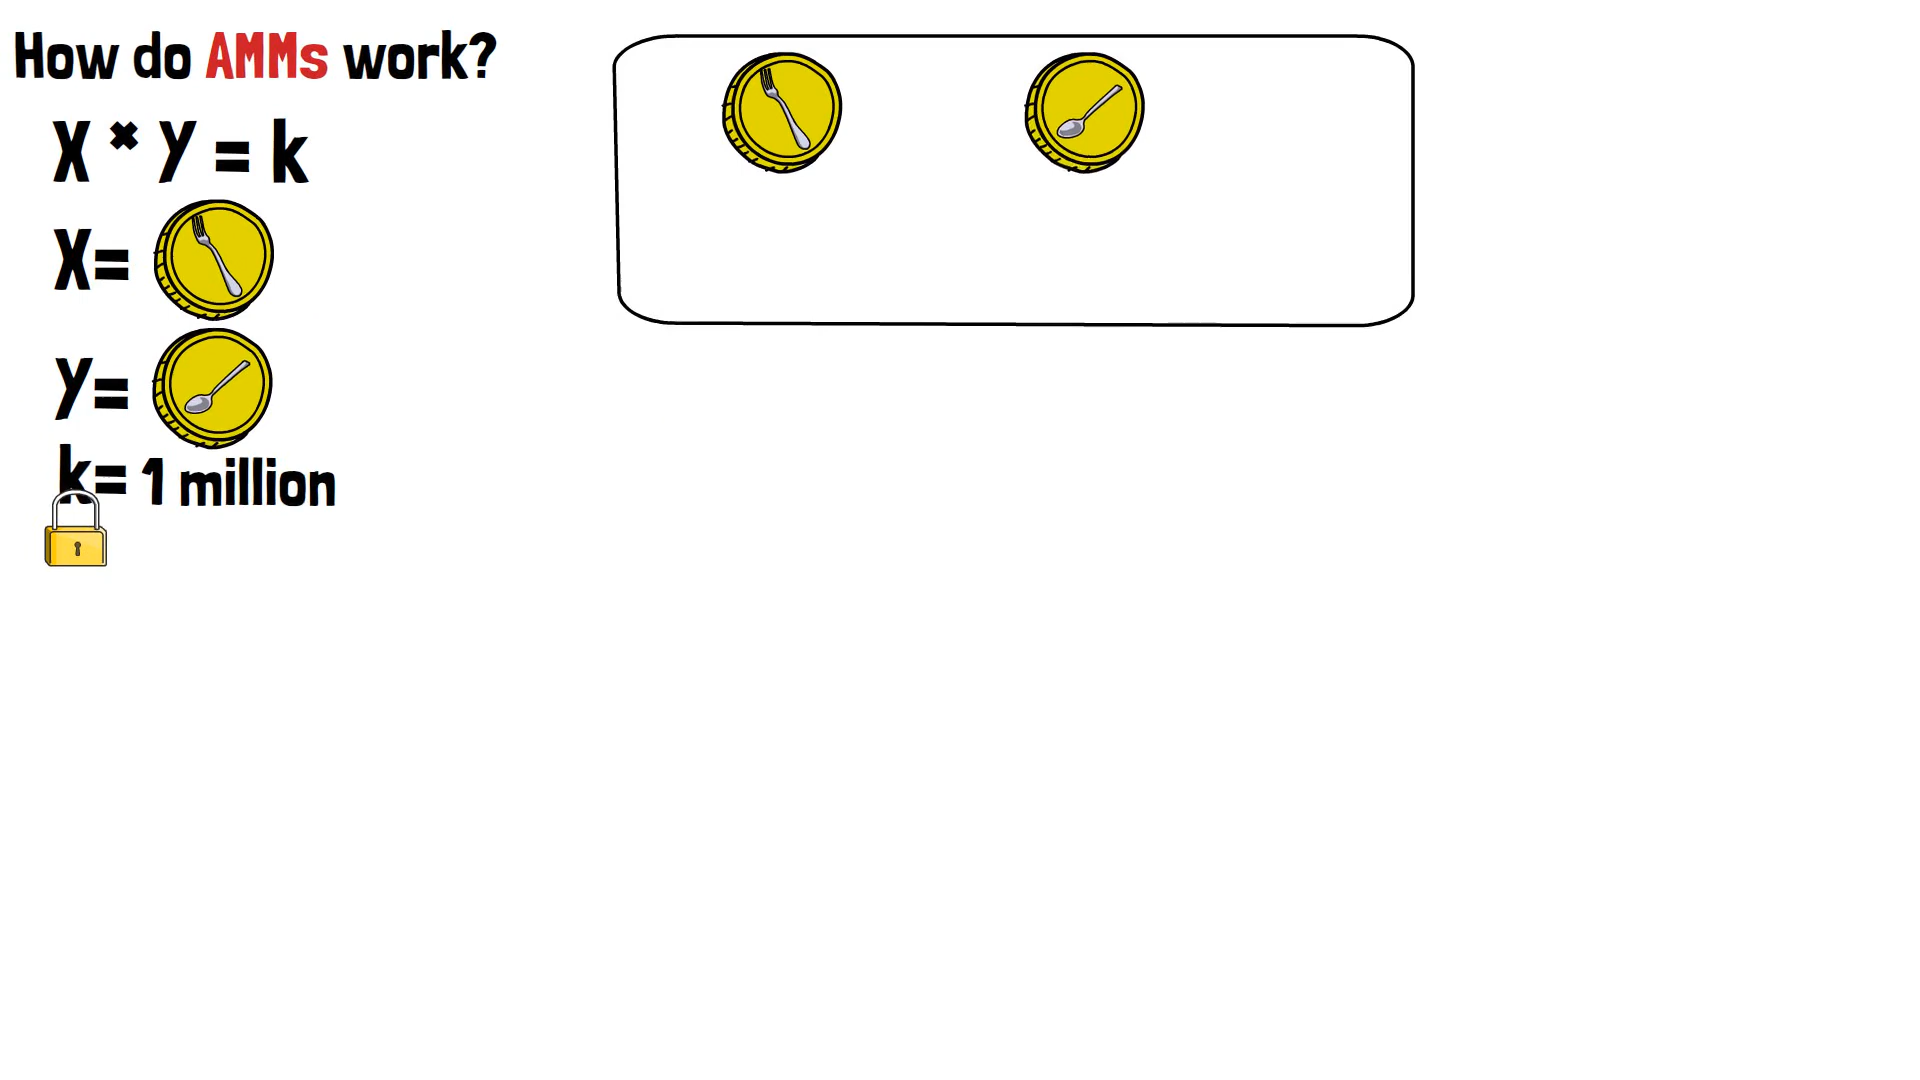 How do AMMs work?
X * Y = k
X=
Y=
k= 1 million